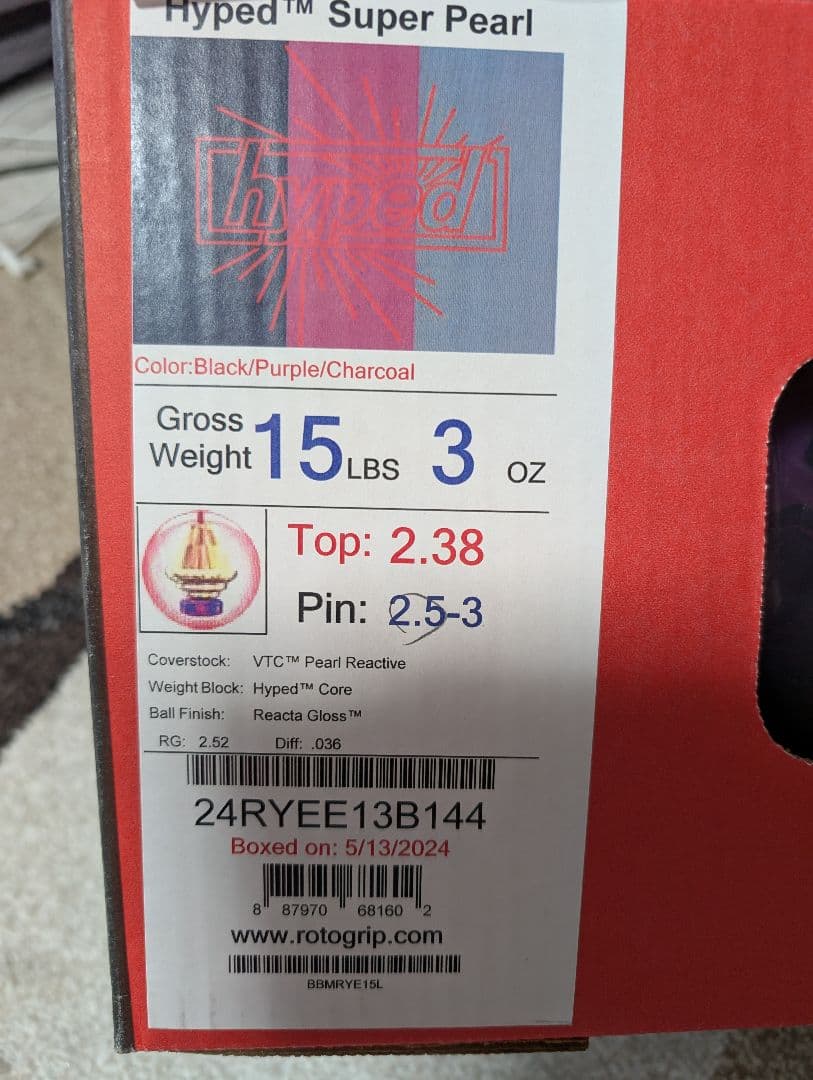 Hyped™ Super Pearl
hyped
Color:Black/Purple/Charcoal
Gross Weight 15 LBS 3 OZ
Top: 2.38
Pin: 2.5-3
Coverstock: VTC™ Pearl Reactive
Weight Block: Hyped™ Core
Ball Finish: Reacta Gloss™
RG: 2.52 Diff: .036
24RYEE13B144
Boxed on: 5/13/2024
8 87970 68160 2
www.rotogrip.com
BBMRYE15L